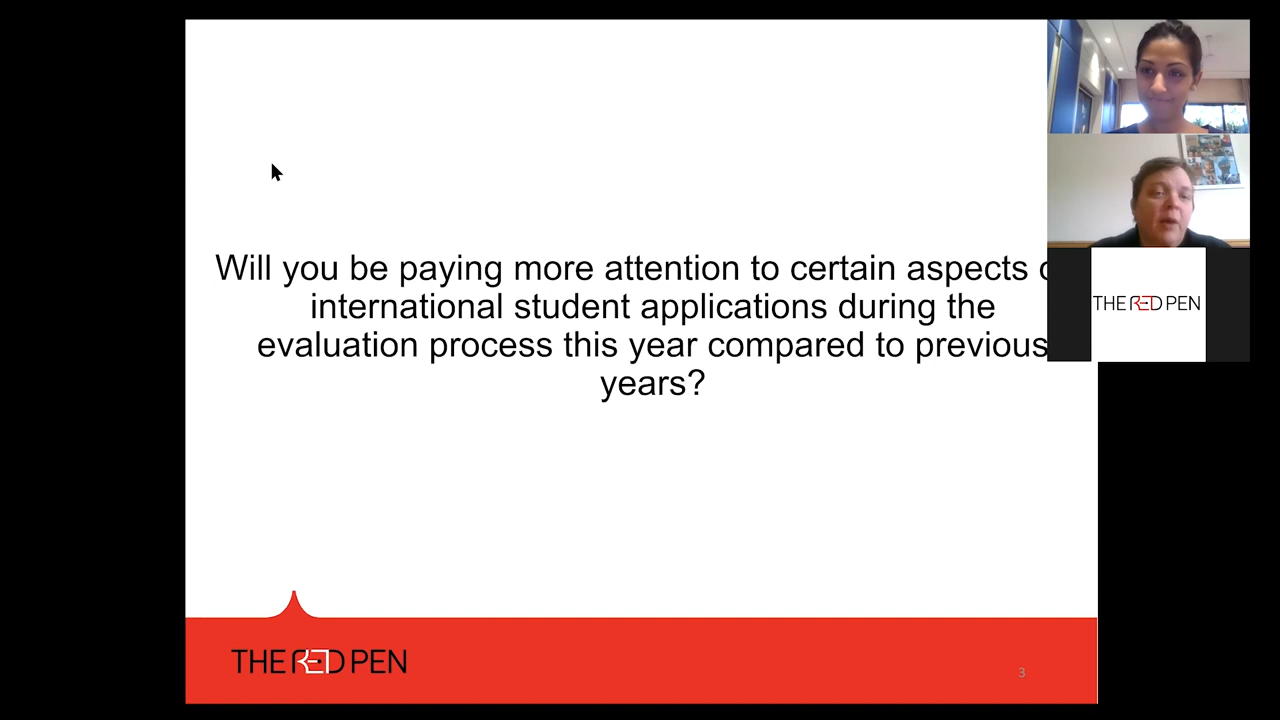 Will you be paying more attention to certain aspects
international student applications during the
evaluation process this year compared to previous
years?
THE RED PEN
THE RED PEN
3